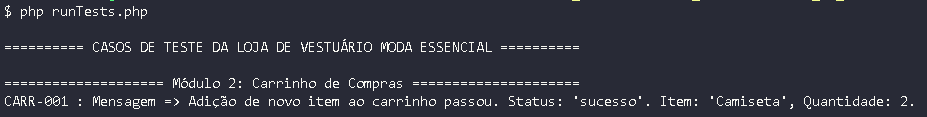 $ php runTests.php
========== CASOS DE TESTE DA LOJA DE VESTUÁRIO MODA ESSENCIAL ==========
==================== Módulo 2: Carrinho de Compras =====================
CARR-001 : Mensagem => Adição de novo item ao carrinho passou. Status: 'sucesso'. Item: 'Camiseta', Quantidade: 2.